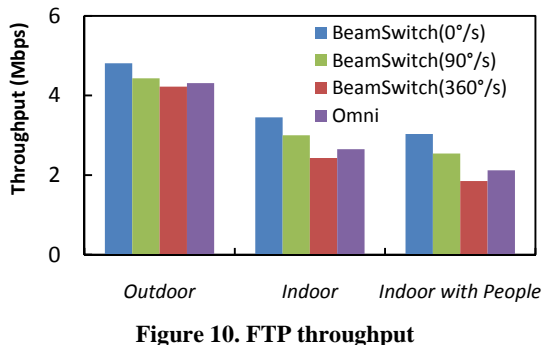 Throughput (Mbps)
6
4
2
0
BeamSwitch(0°/s)
BeamSwitch(90°/s)
BeamSwitch(360°/s)
Omni
Outdoor Indoor Indoor with People
Figure 10. FTP throughput